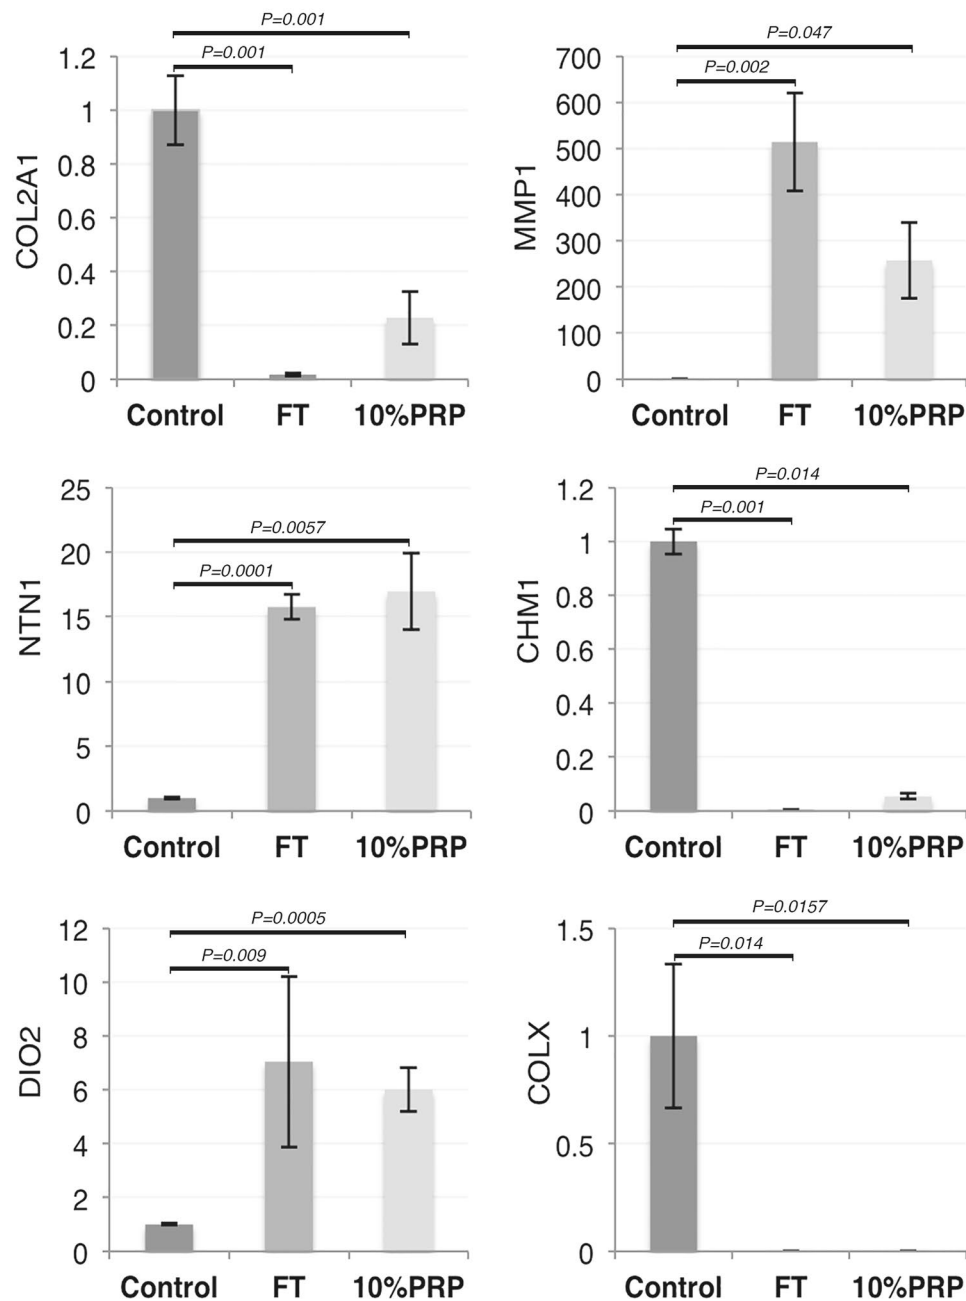 P=0.001
P=0.001
COL2A1
1.2
1
0.8
0.6
0.4
0.2
0
Control FT 10%PRP
P=0.047
P=0.002
MMP1
700
600
500
400
300
200
100
0
Control FT 10%PRP
P=0.0057
P=0.0001
NTN1
25
20
15
10
5
0
Control FT 10%PRP
P=0.014
P=0.001
CHM1
1.2
1
0.8
0.6
0.4
0.2
0
Control FT 10%PRP
P=0.0005
P=0.009
DIO2
12
10
8
6
4
2
0
Control FT 10%PRP
P=0.0157
P=0.014
COLX
1.5
1
0.5
0
Control FT 10%PRP